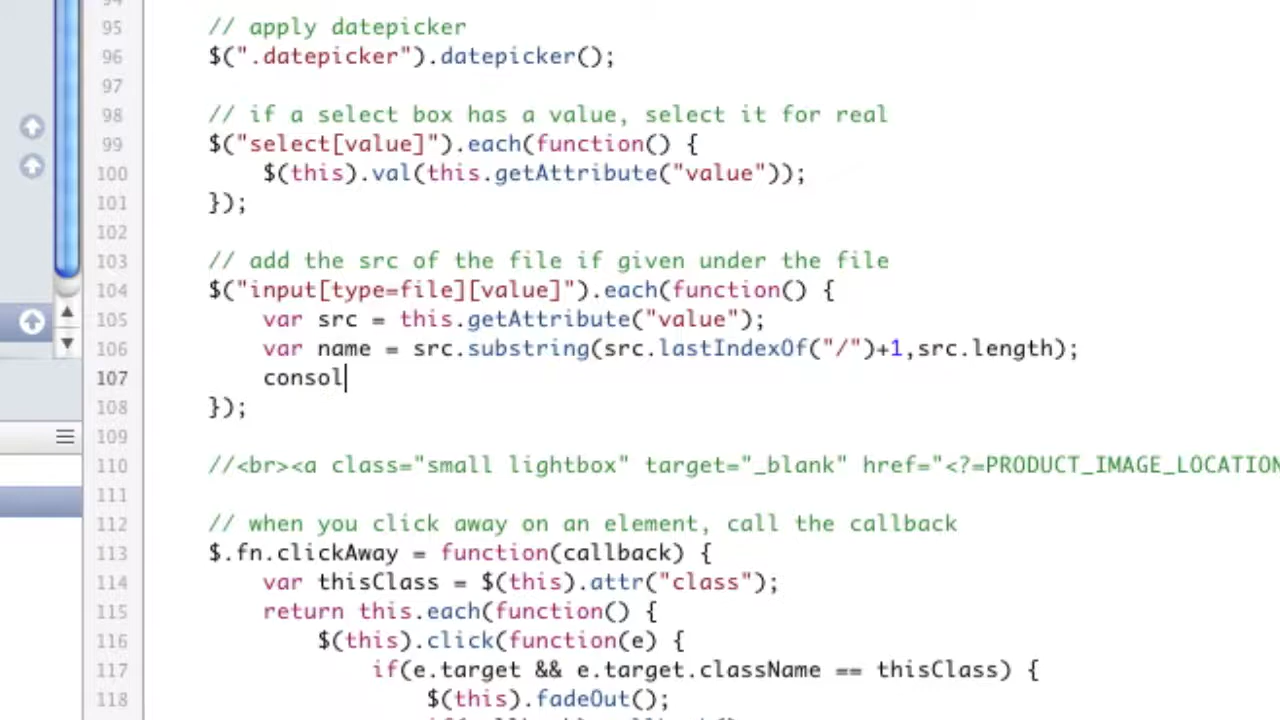 95 // apply datepicker
96 $(".datepicker").datepicker();
97
98 // if a select box has a value, select it for real
99 $("select[value]").each(function() {
100 $(this).val(this.getAttribute("value"));
101 });
102
103 // add the src of the file if given under the file
104 $("input[type=file][value]").each(function() {
105 var src = this.getAttribute("value");
106 var name = src.substring(src.lastIndexOf("/")+1,src.length);
107 consol
108 });
109
110 //<br><a class="small lightbox" target="_blank" href="<?=PRODUCT_IMAGE_LOCATION
111
112 // when you click away on an element, call the callback
113 $.fn.clickAway = function(callback) {
114 var thisClass = $(this).attr("class");
115 return this.each(function() {
116 $(this).click(function(e) {
117 if(e.target && e.target.className == thisClass) {
118 $(this).fadeOut();